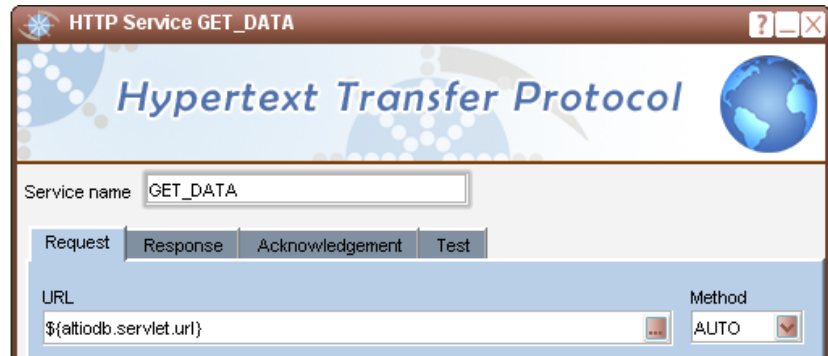 HTTP Service GET_DATA
Hypertext Transfer Protocol
Service name GET_DATA
Request Response Acknowledgement Test
URL Method
${altiodb.servlet.url} ... AUTO